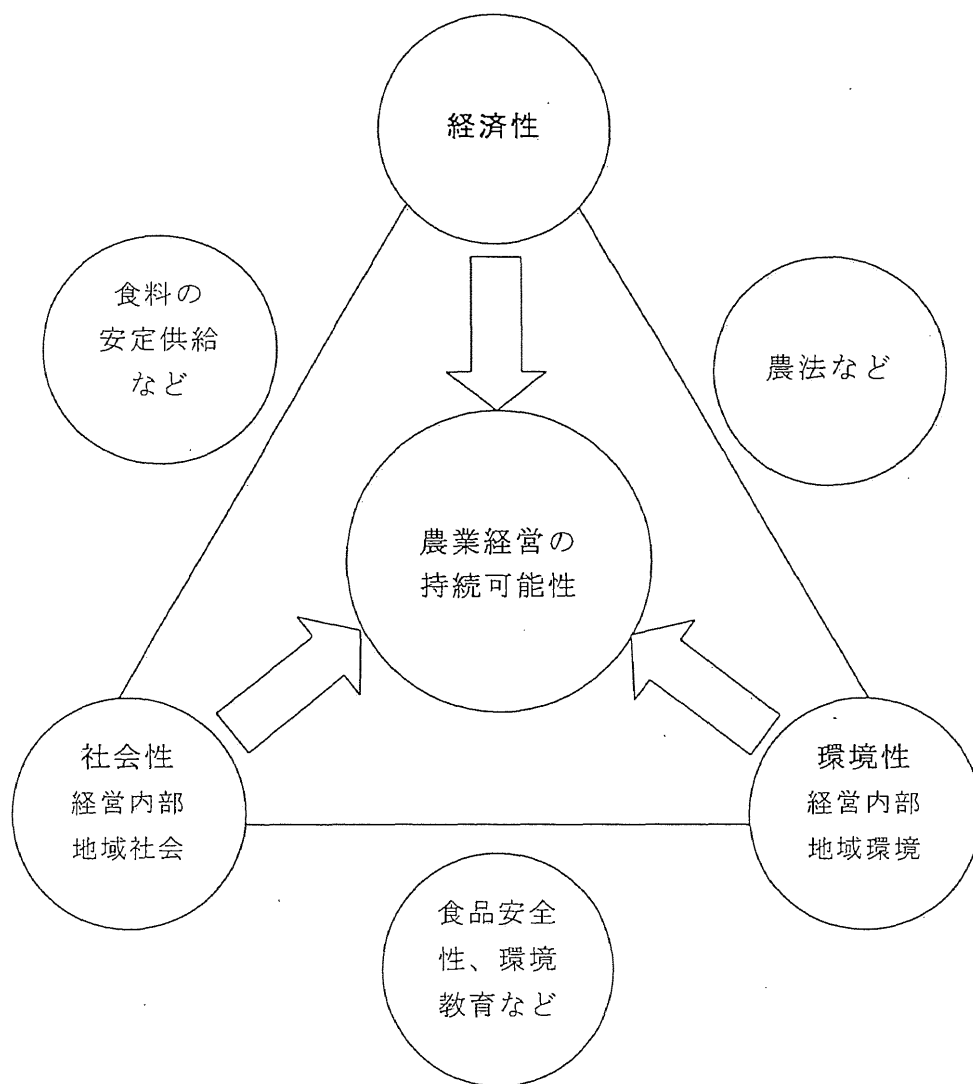 経済性
食料の
安定供給
など
農法など
農業経営の
持続可能性
社会性
経営内部
地域社会
環境性
経営内部
地域環境
食品安全
性、環境
教育など